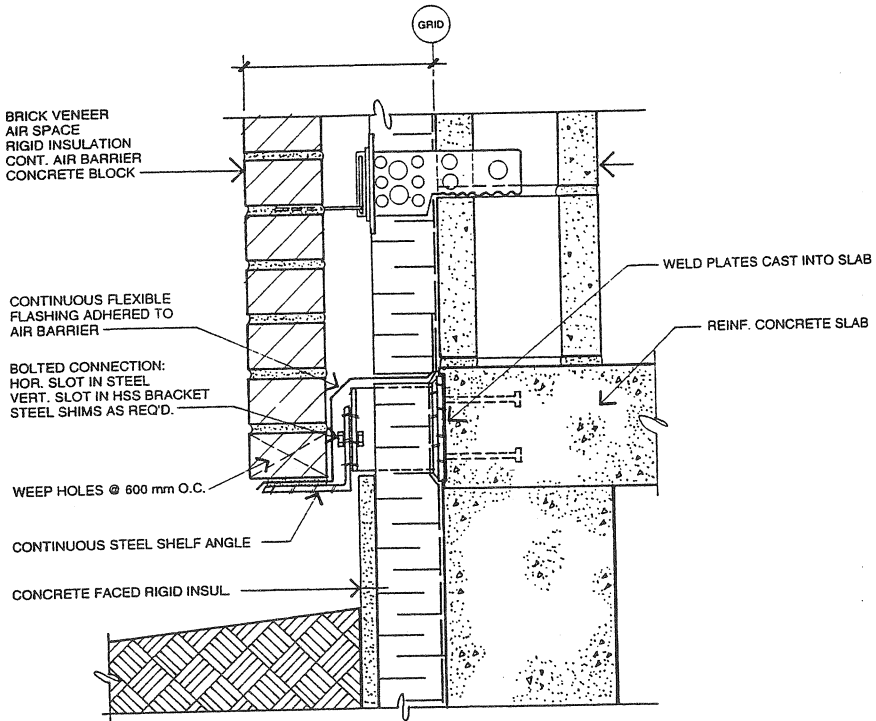 GRID
BRICK VENEER
AIR SPACE
RIGID INSULATION
CONT. AIR BARRIER
CONCRETE BLOCK
WELD PLATES CAST INTO SLAB
CONTINUOUS FLEXIBLE
FLASHING ADHERED TO
AIR BARRIER
REINF. CONCRETE SLAB
BOLTED CONNECTION:
HOR. SLOT IN STEEL
VERT. SLOT IN HSS BRACKET
STEEL SHIMS AS REQ'D.
WEEP HOLES @ 600 mm O.C.
CONTINUOUS STEEL SHELF ANGLE
CONCRETE FACED RIGID INSUL.